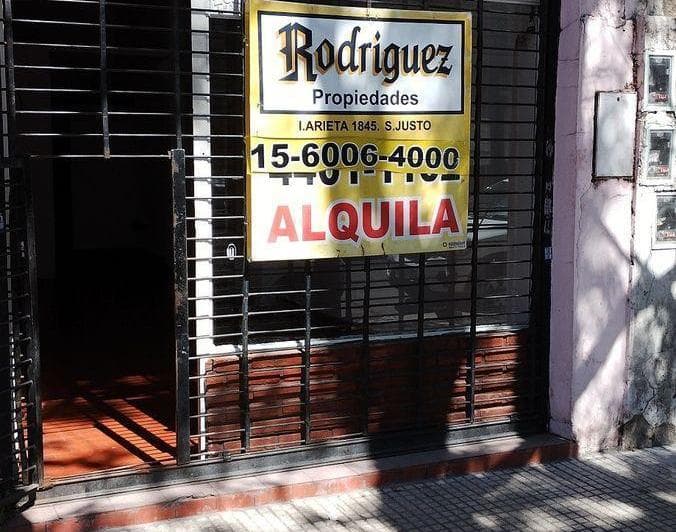 Rodriguez
Propiedades
I.ARIETA 1845. S.JUSTO
15-6006-4000
ALQUILA